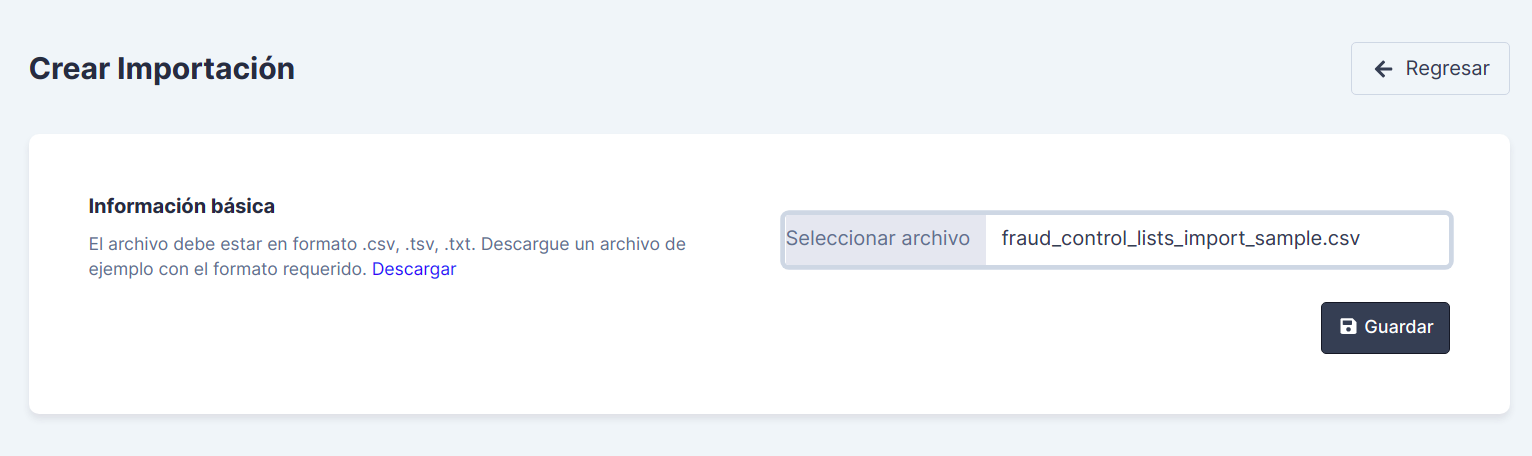 Crear Importación
Regresar
Información básica
El archivo debe estar en formato .csv, .tsv, .txt. Descargue un archivo de
ejemplo con el formato requerido. Descargar
Seleccionar archivo fraud_control_lists_import_sample.csv
Guardar